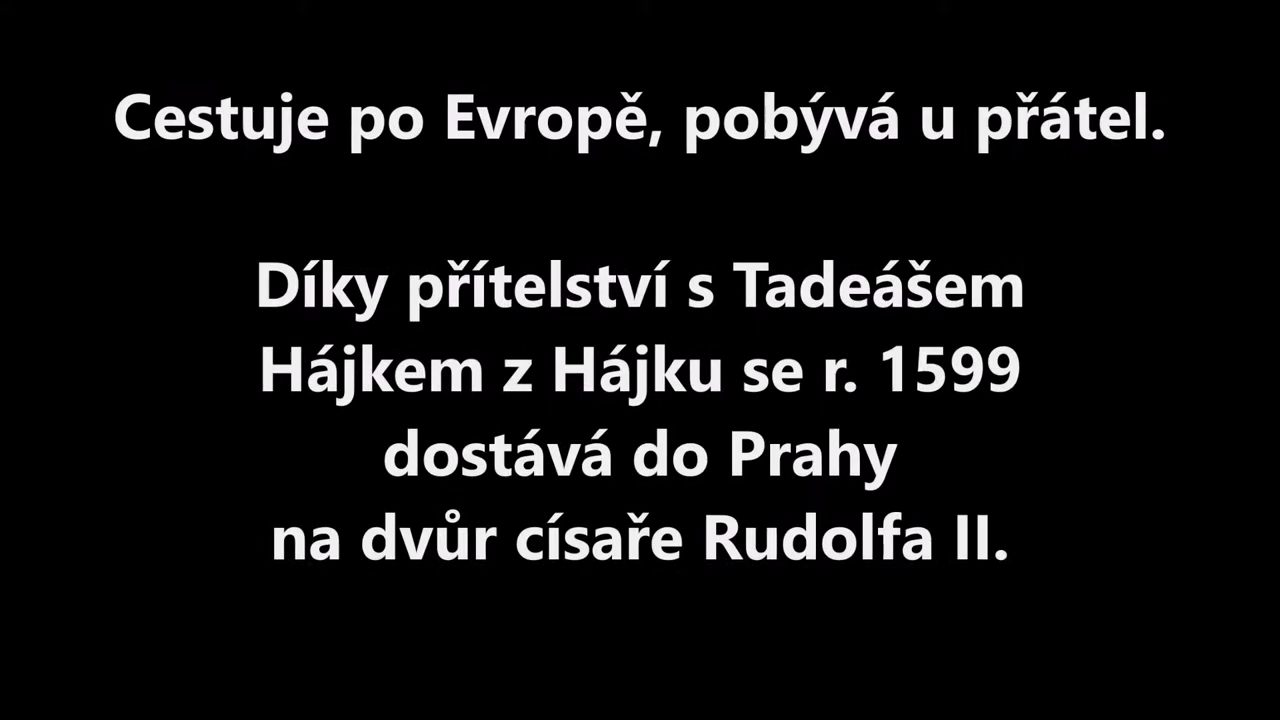 Cestuje po Evropě, pobývá u přátel.
Díky přítelství s Tadeášem
Hájkem z Hájku se r. 1599
dostává do Prahy
na dvůr císaře Rudolfa II.